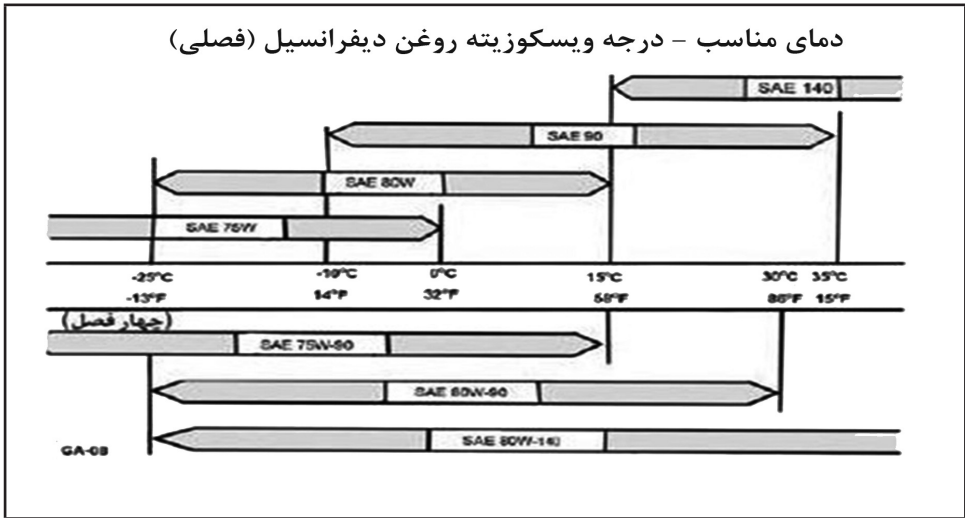 دمای مناسب – درجه ویسکوزیته روغن دیفرانسیل (فصلی)
SAE 140
SAE 90
SAE 80W
SAE 75W
-25°C -10°C 0°C 15°C 30°C 35°C
-13°F 14°F 32°F 58°F 86°F 15°F
(چهار فصل)
SAE 75W-90
SAE 80W-90
SAE 80W-140
GA-08